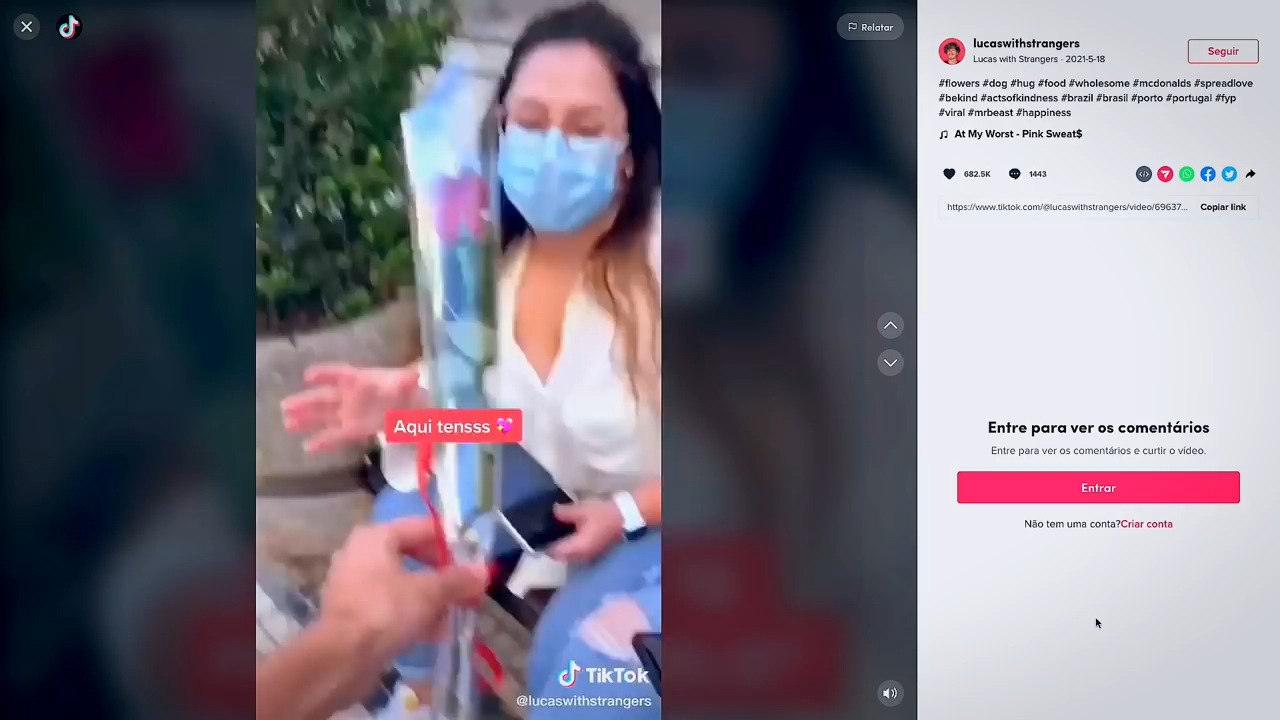 Relatar
Aqui tensss
TikTok
@lucaswithstrangers
lucaswithstrangers
Lucas with Strangers · 2021-5-18
Seguir
#flowers #dog #hug #food #wholesome #mcdonalds #spreadlove
#bekind #actsofkindness #brazil #brasil #porto #portugal #fyp
#viral #mrbeast #happiness
At My Worst - Pink Sweat$
682.5K
1443
https://www.tiktok.com/@lucaswithstrangers/video/69637...
Copiar link
Entre para ver os comentários
Entre para ver os comentários e curtir o vídeo.
Entrar
Não tem uma conta?Criar conta